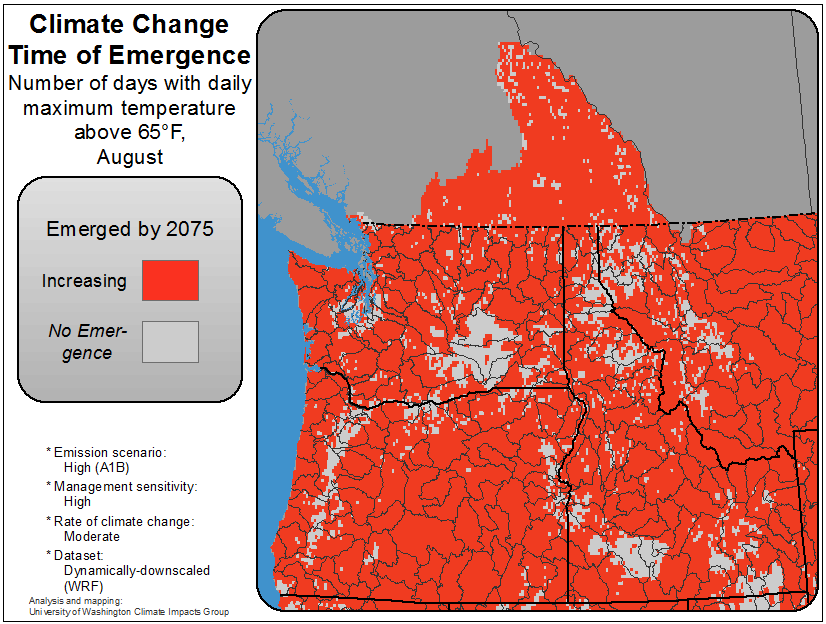 Climate Change
Time of Emergence
Number of days with daily
maximum temperature
above 65°F,
August
Emerged by 2075
Increasing
No Emer-
gence
* Emission scenario:
High (A1B)
* Management sensitivity:
High
* Rate of climate change:
Moderate
* Dataset:
Dynamically-downscaled
(WRF)
Analysis and mapping:
University of Washington Climate Impacts Group